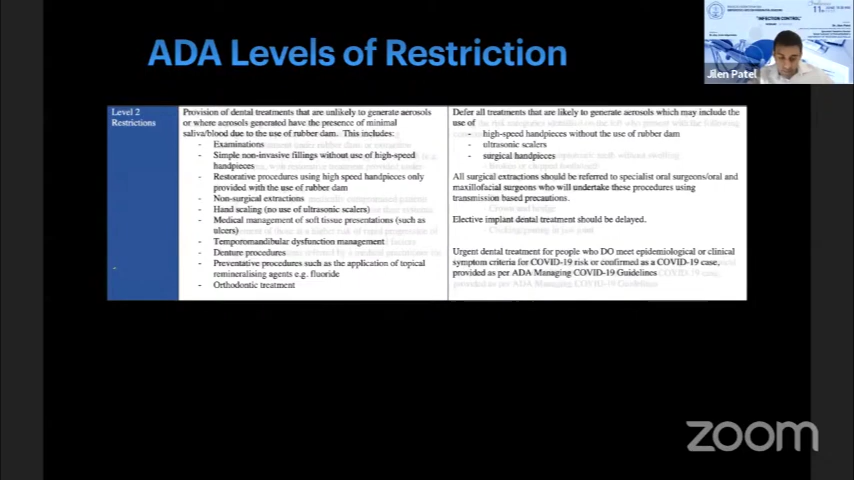 ADA Levels of Restriction
"INFECTION CONTROL"
Jilen Patel
Level 2
Restrictions
Provision of dental treatments that are unlikely to generate aerosols
or where aerosols generated have the presence of minimal
saliva/blood due to the use of rubber dam. This includes:
- Examinations
- Simple non-invasive fillings without use of high-speed
handpieces
- Restorative procedures using high speed handpieces only
provided with the use of rubber dam
- Non-surgical extractions
- Hand scaling (no use of ultrasonic scalers)
- Medical management of soft tissue presentations (such as
ulcers)
- Temporomandibular dysfunction management
- Denture procedures
- Preventative procedures such as the application of topical
remineralising agents e.g. fluoride
- Orthodontic treatment
Defer all treatments that are likely to generate aerosols which may include the
use of
- high-speed handpieces without the use of rubber dam
- ultrasonic scalers
- surgical handpieces
All surgical extractions should be referred to specialist oral surgeons/oral and
maxillofacial surgeons who will undertake these procedures using
transmission based precautions.
Elective implant dental treatment should be delayed.
Urgent dental treatment for people who DO meet epidemiological or clinical
symptom criteria for COVID-19 risk or confirmed as a COVID-19 case,
provided as per ADA Managing COVID-19 Guidelines
zoom